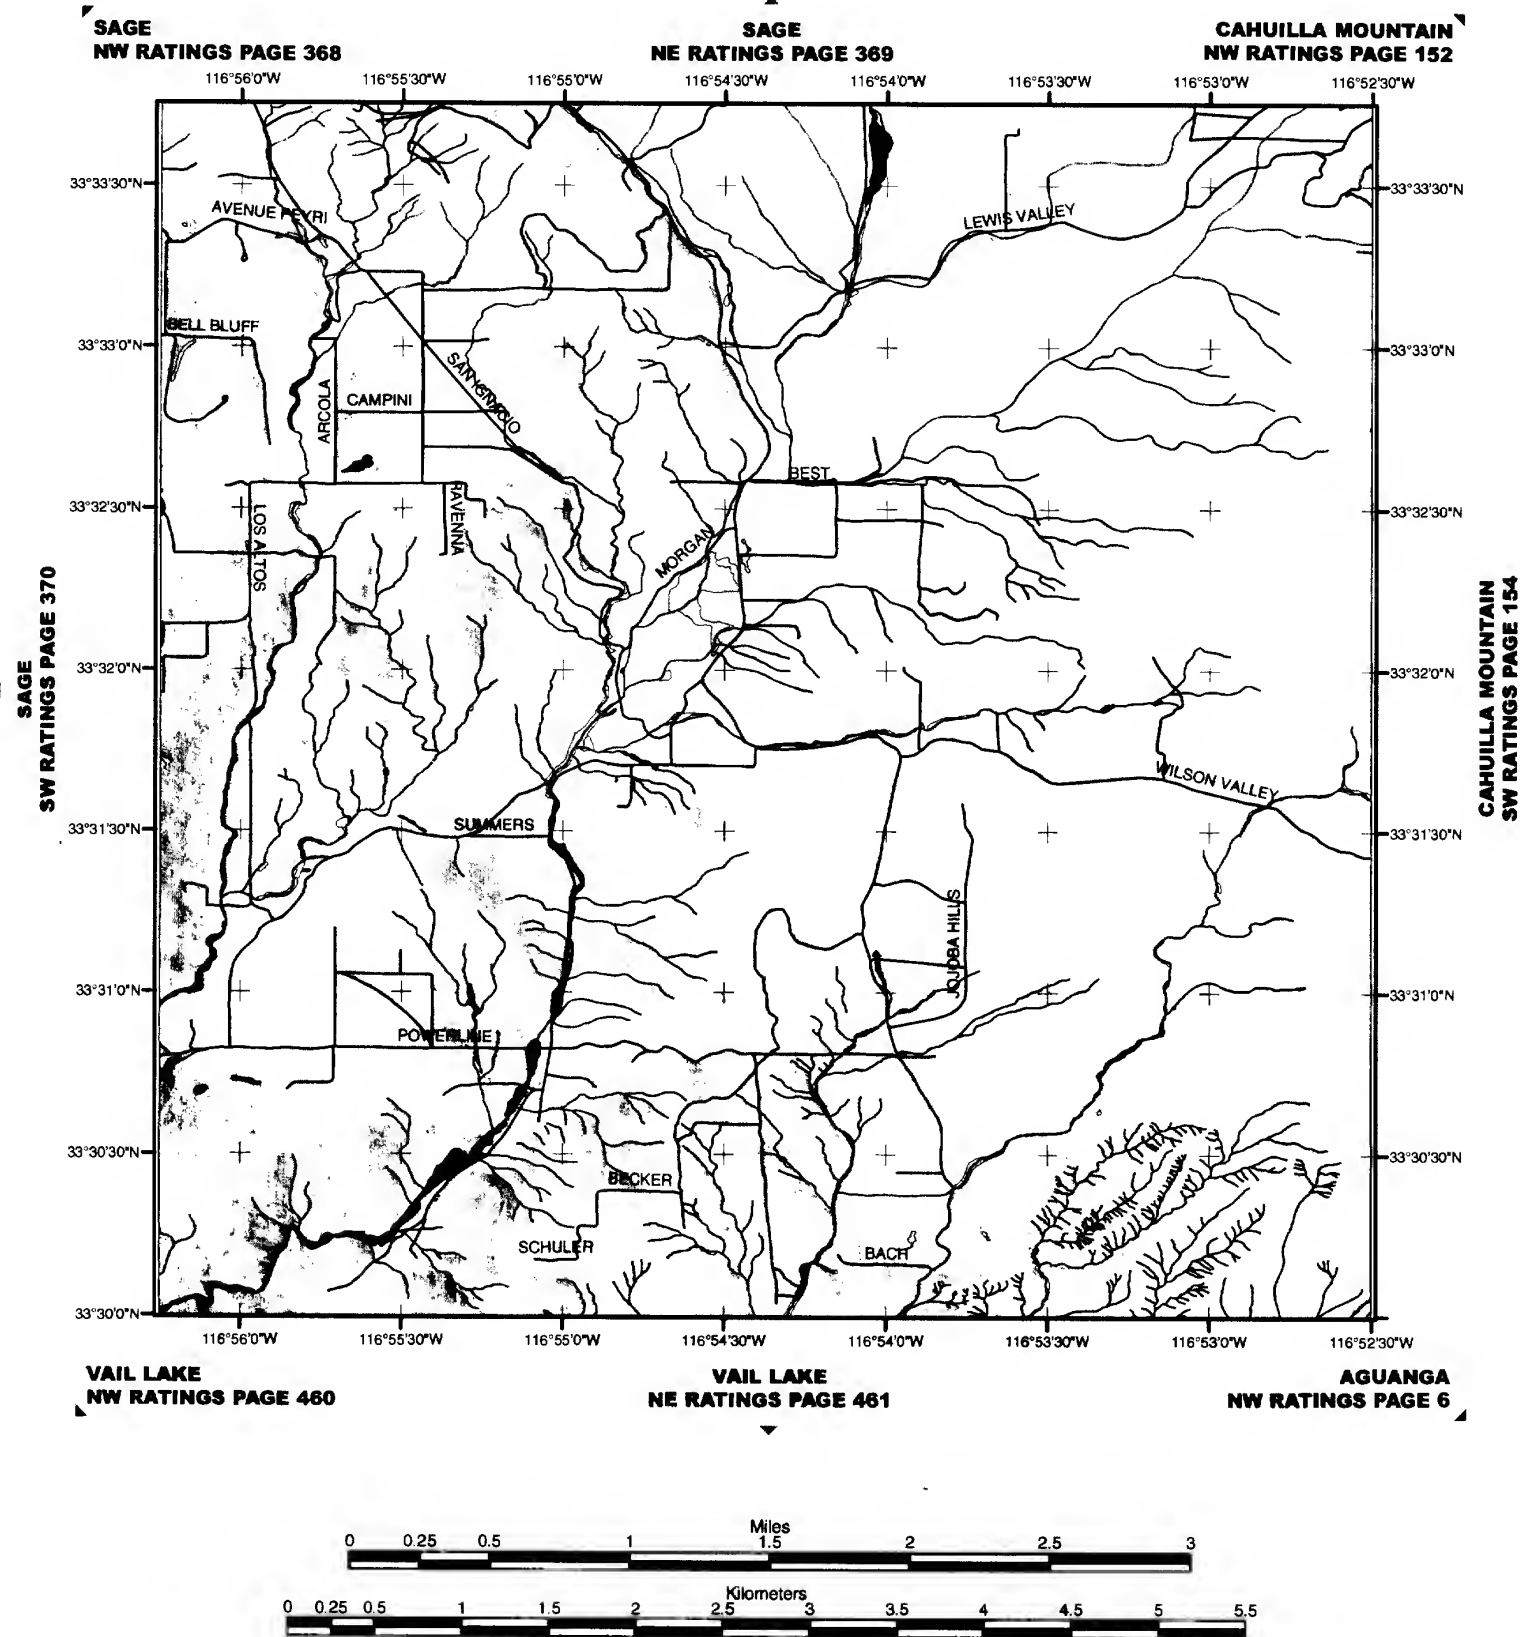 SAGE
NW RATINGS PAGE 368
SAGE
NE RATINGS PAGE 369
CAHUILLA MOUNTAIN
NW RATINGS PAGE 152
116°56'0"W
116°55'30"W
116°55'0"W
116°54'30"W
116°54'0"W
116°53'30"W
116°53'0"W
116°52'30"W
33°33'30"N
33°33'30"N
AVENUE PEYRI
LEWIS VALLEY
BELL BLUFF
33°33'0"N
33°33'0"N
SAN IGNACIO
ARCOLA
CAMPINI
BEST
33°32'30"N
33°32'30"N
LOS ALTOS
RAVENNA
MORGAN
SAGE
SW RATINGS PAGE 370
CAHUILLA MOUNTAIN
SW RATINGS PAGE 154
33°32'0"N
33°32'0"N
WILSON VALLEY
33°31'30"N
33°31'30"N
SUMMERS
JOJOBA HILLS
33°31'0"N
33°31'0"N
POWERLINE
33°30'30"N
33°30'30"N
BECKER
SCHULER
BACH
33°30'0"N
116°56'0"W
116°55'30"W
116°55'0"W
116°54'30"W
116°54'0"W
116°53'30"W
116°53'0"W
116°52'30"W
VAIL LAKE
NW RATINGS PAGE 460
VAIL LAKE
NE RATINGS PAGE 461
AGUANGA
NW RATINGS PAGE 6
Miles
0 0.25 0.5 1 1.5 2 2.5 3
Kilometers
0 0.25 0.5 1 1.5 2 2.5 3 3.5 4 4.5 5 5.5